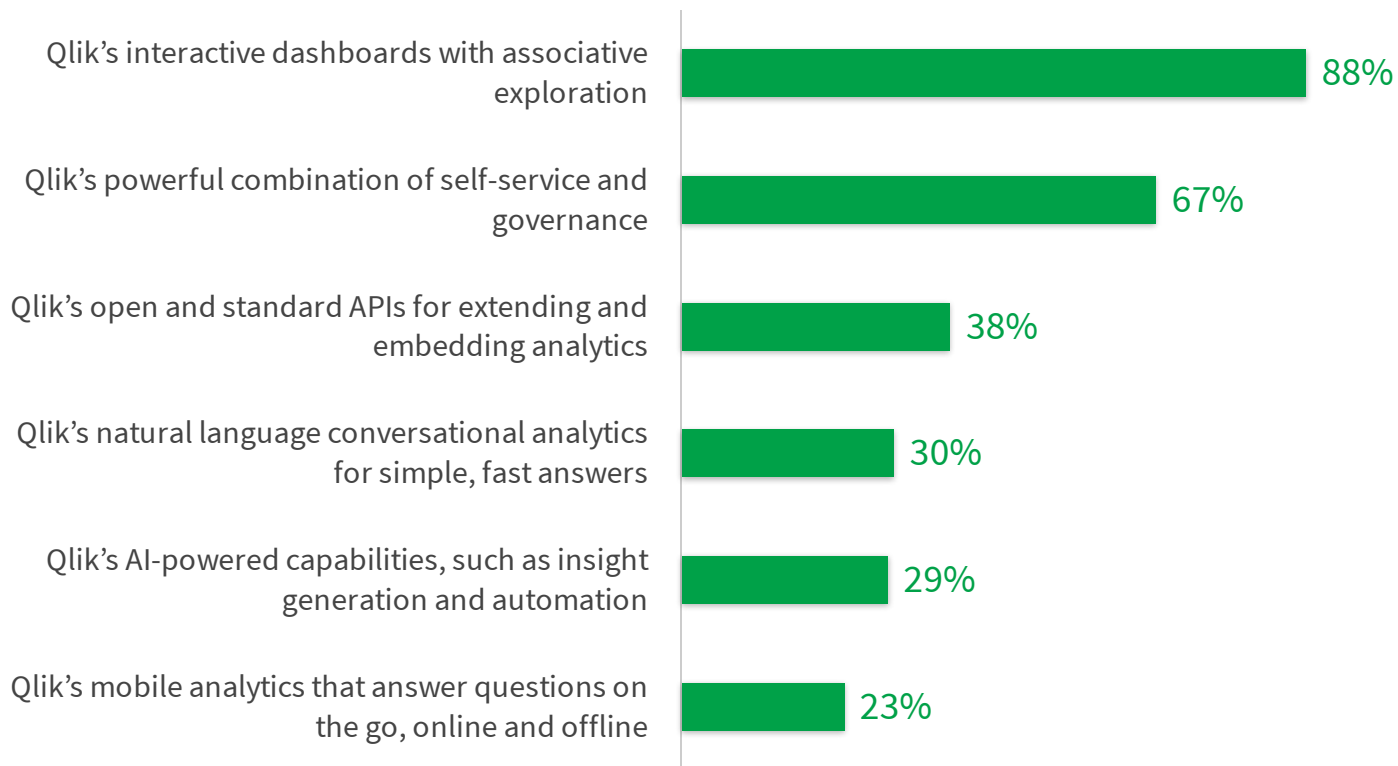 Qlik’s interactive dashboards with associative
exploration
88%
Qlik’s powerful combination of self-service and
governance
67%
Qlik’s open and standard APIs for extending and
embedding analytics
38%
Qlik’s natural language conversational analytics
for simple, fast answers
30%
Qlik’s AI-powered capabilities, such as insight
generation and automation
29%
Qlik’s mobile analytics that answer questions on
the go, online and offline
23%